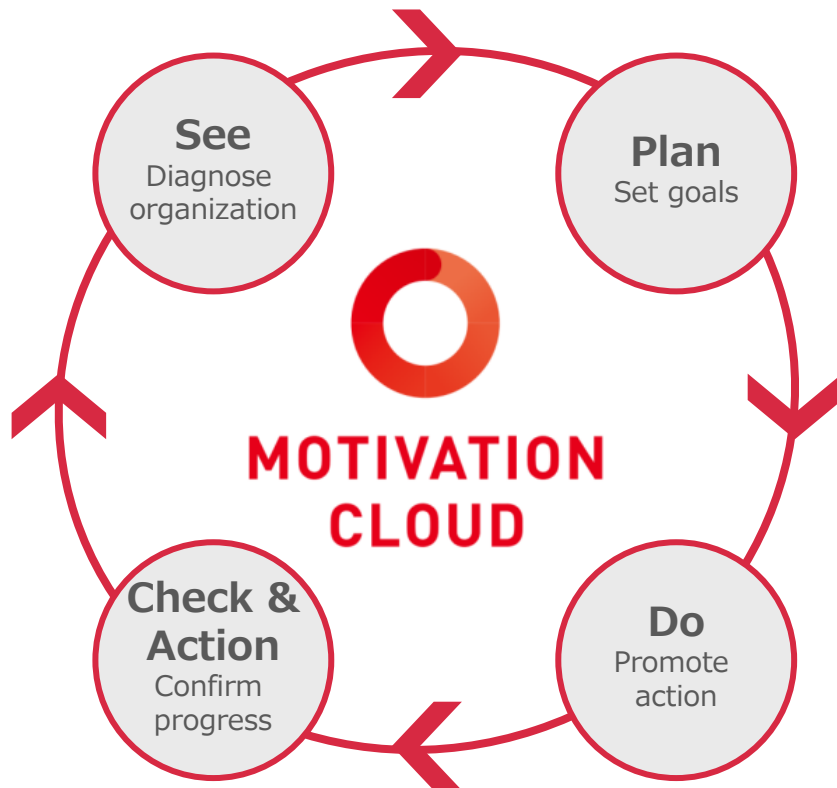 See
Diagnose
organization
Plan
Set goals
MOTIVATION
CLOUD
Check &
Action
Confirm
progress
Do
Promote
action